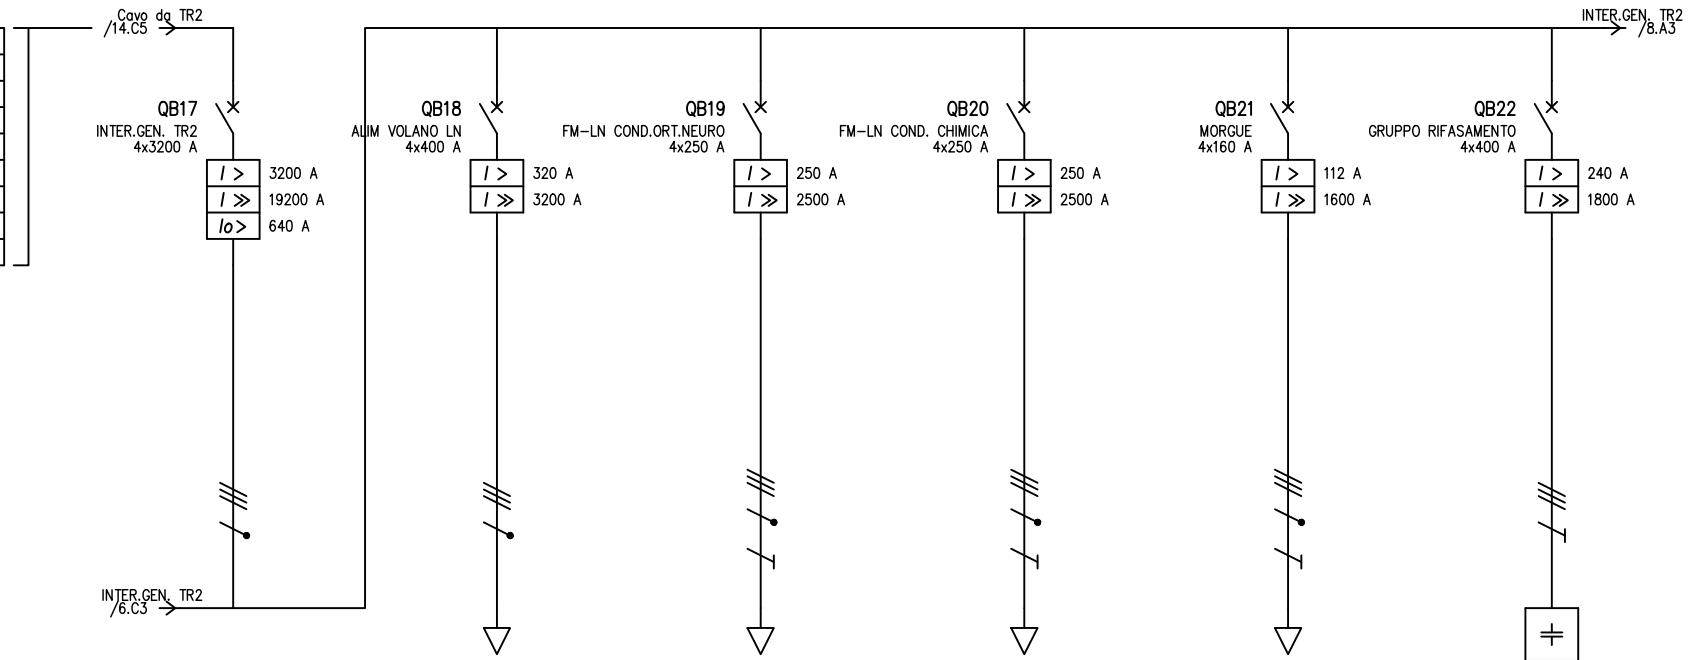 Cavo da TR2
/14.C5
INTER.GEN. TR2
/8.A3
QB17
INTER.GEN. TR2
4x3200 A
I > 3200 A
I >> 19200 A
Io> 640 A
QB18
ALIM VOLANO LN
4x400 A
I > 320 A
I >> 3200 A
QB19
FM-LN COND.ORT.NEURO
4x250 A
I > 250 A
I >> 2500 A
QB20
FM-LN COND. CHIMICA
4x250 A
I > 250 A
I >> 2500 A
QB21
MORGUE
4x160 A
I > 112 A
I >> 1600 A
QB22
GRUPPO RIFASAMENTO
4x400 A
I > 240 A
I >> 1800 A
INTER.GEN. TR2
/6.C3